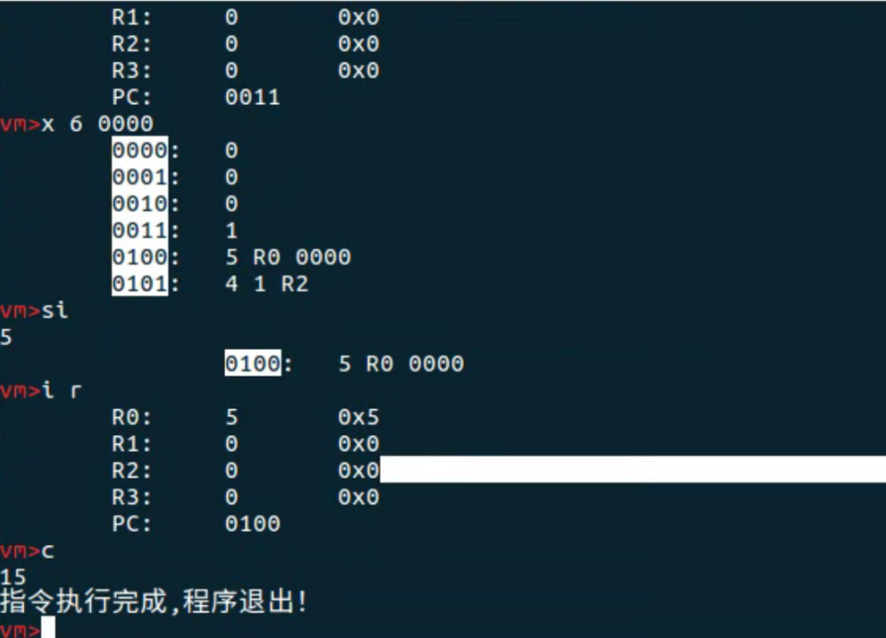 R1: 0 0x0
R2: 0 0x0
R3: 0 0x0
PC: 0011
vm>x 6 0000
0000: 0
0001: 0
0010: 0
0011: 1
0100: 5 R0 0000
0101: 4 1 R2
vm>si
5
0100: 5 R0 0000
vm>i r
R0: 5 0x5
R1: 0 0x0
R2: 0 0x0
R3: 0 0x0
PC: 0100
vm>c
15
指令执行完成,程序退出!
vm>